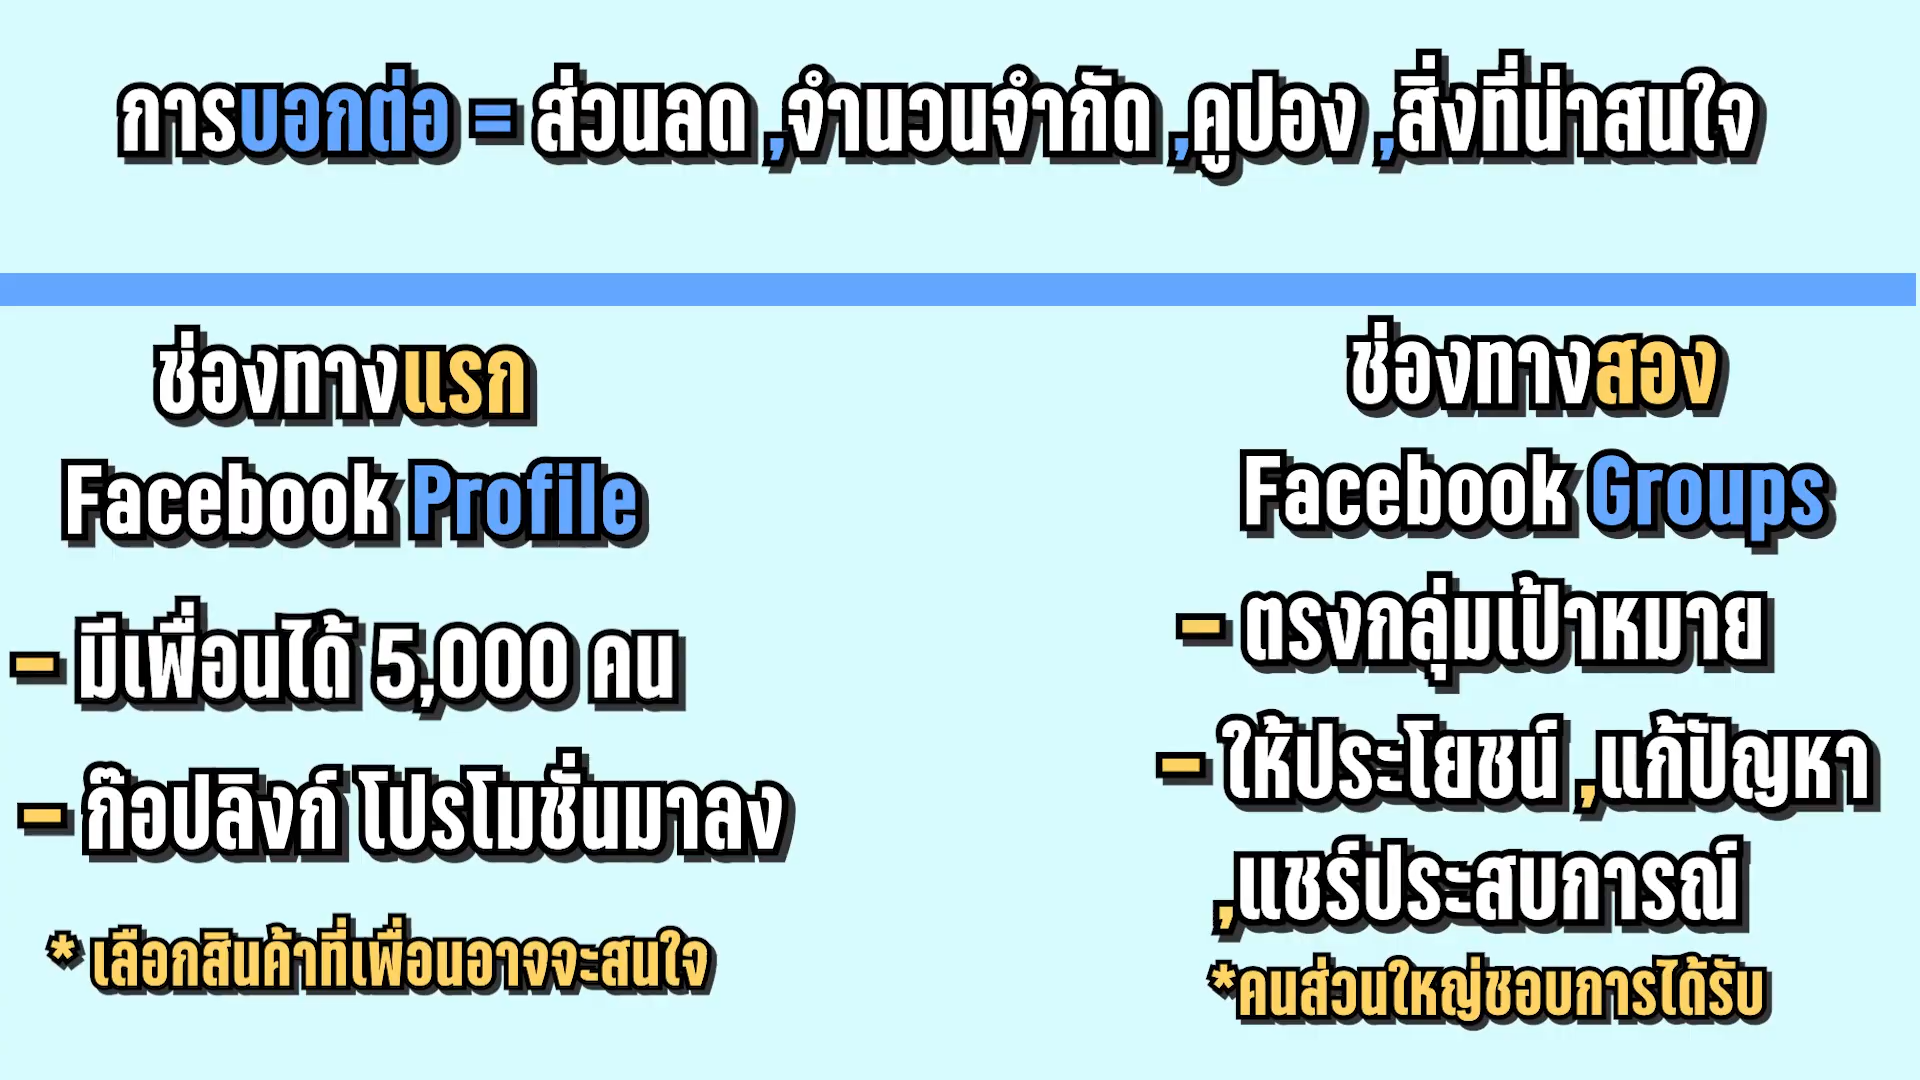 การบอกต่อ = ส่วนลด ,จำนวนจำกัด ,คูปอง ,สิ่งที่น่าสนใจ
ช่องทางแรก
Facebook Profile
- มีเพื่อนได้ 5,000 คน
- ก๊อปลิงก์ โปรโมชั่นมาลง
* เลือกสินค้าที่เพื่อนอาจจะสนใจ
ช่องทางสอง
Facebook Groups
- ตรงกลุ่มเป้าหมาย
- ให้ประโยชน์ ,แก้ปัญหา
,แชร์ประสบการณ์
*คนส่วนใหญ่ชอบการได้รับ